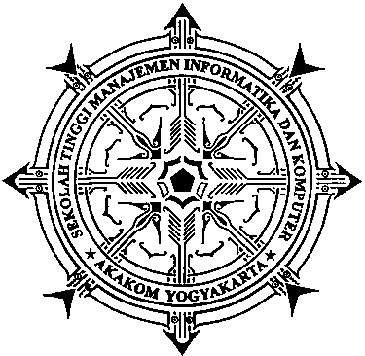 SEKOLAH TINGGI MANAJEMEN INFORMATIKA DAN KOMPUTER
★ AKAKOM YOGYAKARTA ★